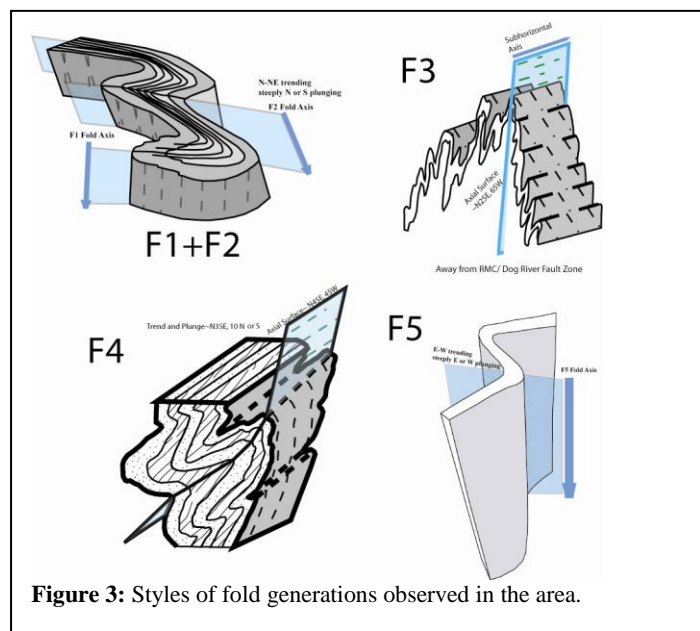 N-NE trending
steeply N or S plunging
F2 Fold Axis
F1 Fold Axis
F1+F2
Subhorizontal
Axis
F3
Axial Surface
~N25E, 65W
Away from RMC/ Dog River Fault Zone
Trend and Plunge~N35E, 10 N or S
Axial Surface~ N45E 45W
F4
F5
E-W trending
steeply E or W plunging
F5 Fold Axis
Figure 3: Styles of fold generations observed in the area.